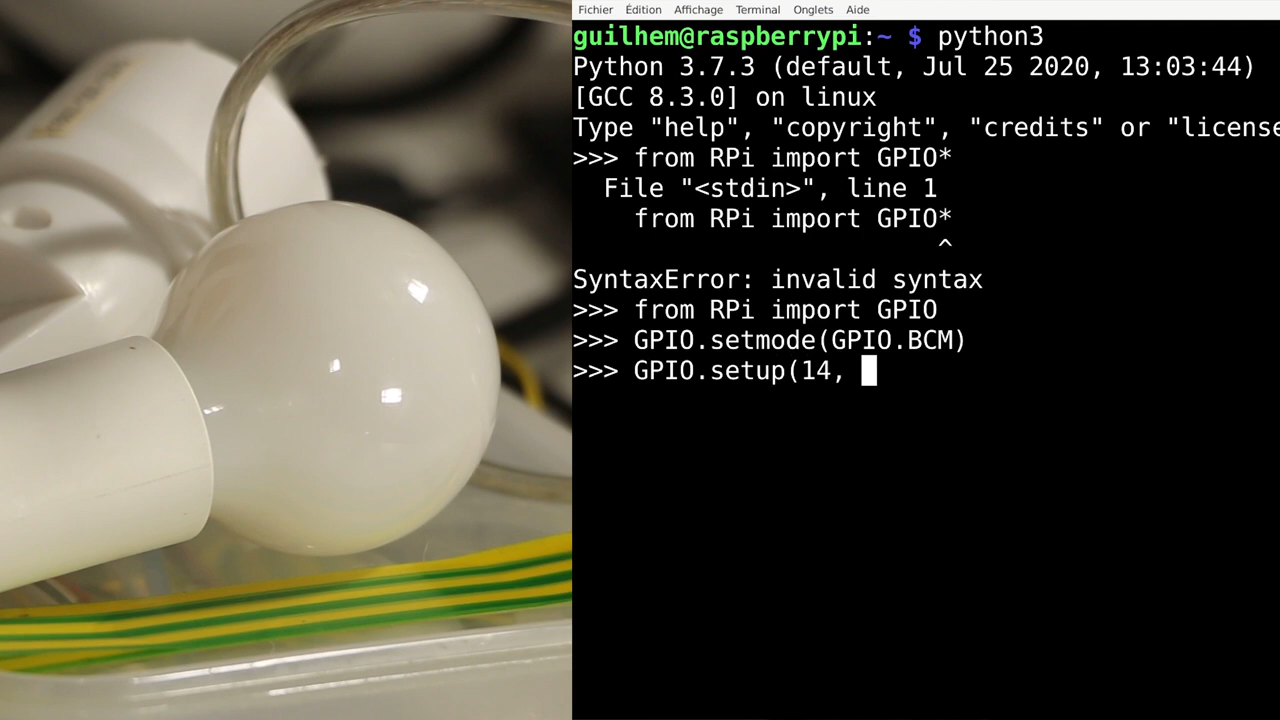 Fichier Édition Affichage Terminal Onglets Aide
guilhem@raspberrypi:~ $ python3
Python 3.7.3 (default, Jul 25 2020, 13:03:44)
[GCC 8.3.0] on linux
Type "help", "copyright", "credits" or "license
>>> from RPi import GPIO*
  File "<stdin>", line 1
    from RPi import GPIO*
                        ^
SyntaxError: invalid syntax
>>> from RPi import GPIO
>>> GPIO.setmode(GPIO.BCM)
>>> GPIO.setup(14,